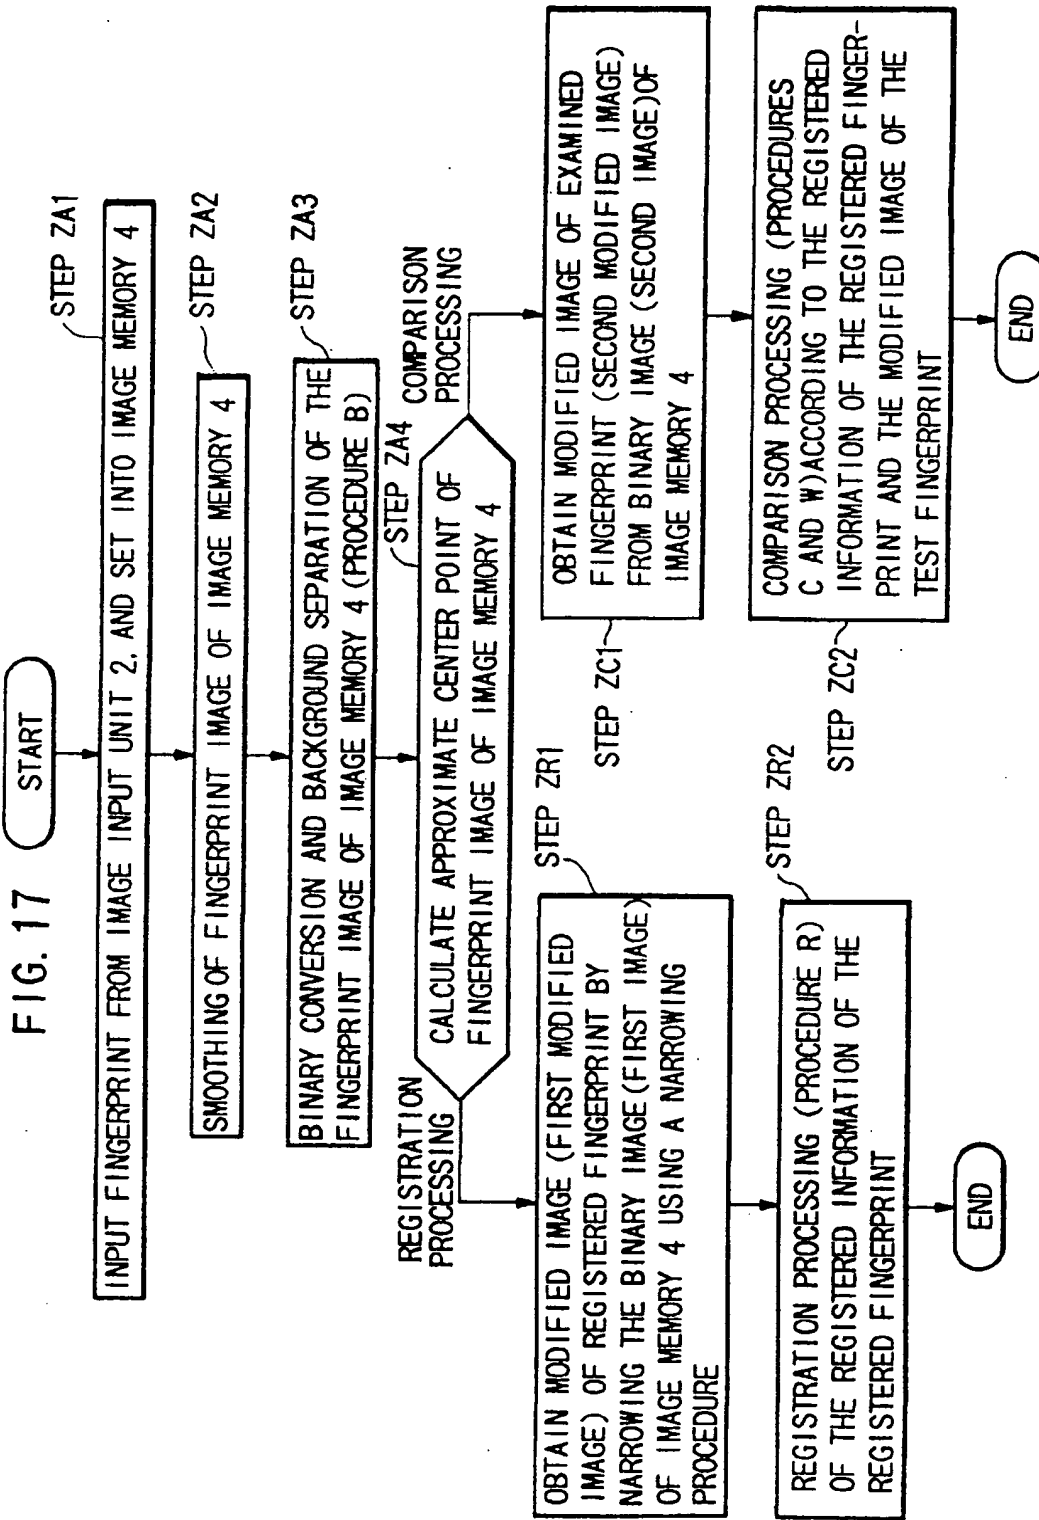 FIG. 17
START
STEP ZA1
INPUT FINGERPRINT FROM IMAGE INPUT UNIT 2, AND SET INTO IMAGE MEMORY 4
STEP ZA2
SMOOTHING OF FINGERPRINT IMAGE OF IMAGE MEMORY 4
STEP ZA3
BINARY CONVERSION AND BACKGROUND SEPARATION OF THE
FINGERPRINT IMAGE OF IMAGE MEMORY 4 (PROCEDURE B)
STEP ZA4
CALCULATE APPROXIMATE CENTER POINT OF
FINGERPRINT IMAGE OF IMAGE MEMORY 4
REGISTRATION
PROCESSING
COMPARISON
PROCESSING
STEP ZR1
OBTAIN MODIFIED IMAGE (FIRST MODIFIED
IMAGE) OF REGISTERED FINGERPRINT BY
NARROWING THE BINARY IMAGE (FIRST IMAGE)
OF IMAGE MEMORY 4 USING A NARROWING
PROCEDURE
STEP ZR2
REGISTRATION PROCESSING (PROCEDURE R)
OF THE REGISTERED INFORMATION OF THE
REGISTERED FINGERPRINT
END
STEP ZC1
OBTAIN MODIFIED IMAGE OF EXAMINED
FINGERPRINT (SECOND MODIFIED IMAGE)
FROM BINARY IMAGE (SECOND IMAGE) OF
IMAGE MEMORY 4
STEP ZC2
COMPARISON PROCESSING (PROCEDURES
C AND W) ACCORDING TO THE REGISTERED
INFORMATION OF THE REGISTERED FINGER-
PRINT AND THE MODIFIED IMAGE OF THE
TEST FINGERPRINT
END